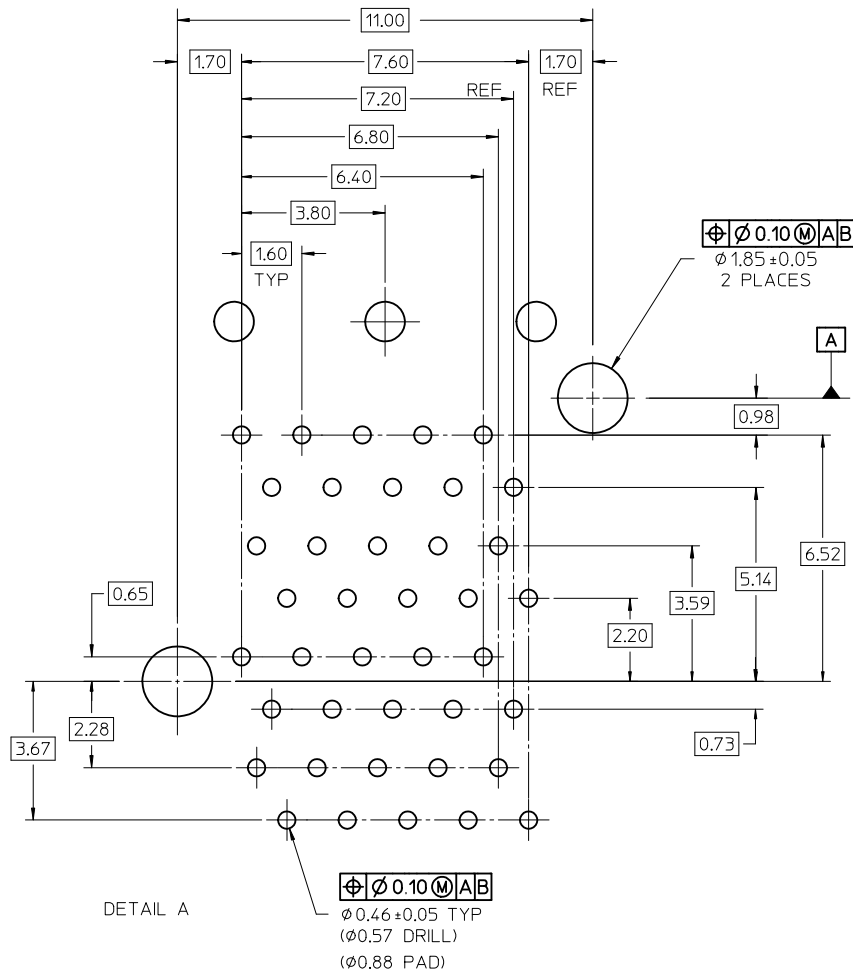 11.00
1.70
7.60
1.70
REF
REF
7.20
6.80
6.40
3.80
1.60
TYP
⌖ Ø 0.10 Ⓜ A B
Ø1.85±0.05
2 PLACES
A
0.98
6.52
5.14
3.59
0.65
2.20
2.28
3.67
0.73
DETAIL A
⌖ Ø 0.10 Ⓜ A B
Ø0.46±0.05 TYP
(Ø0.57 DRILL)
(Ø0.88 PAD)